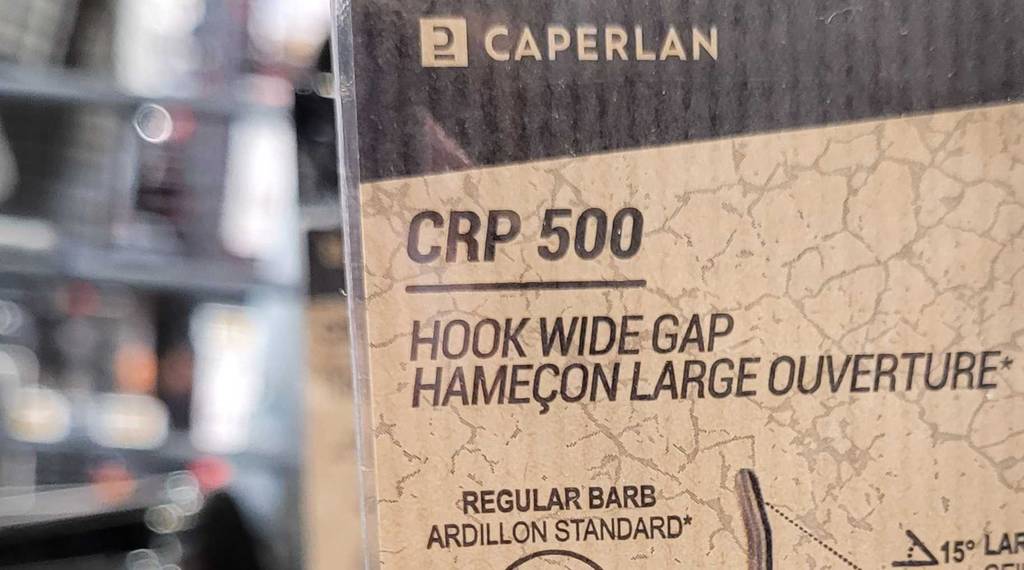 CAPERLAN
CRP 500
HOOK WIDE GAP
HAMEÇON LARGE OUVERTURE*
REGULAR BARB
ARDILLON STANDARD*
15°